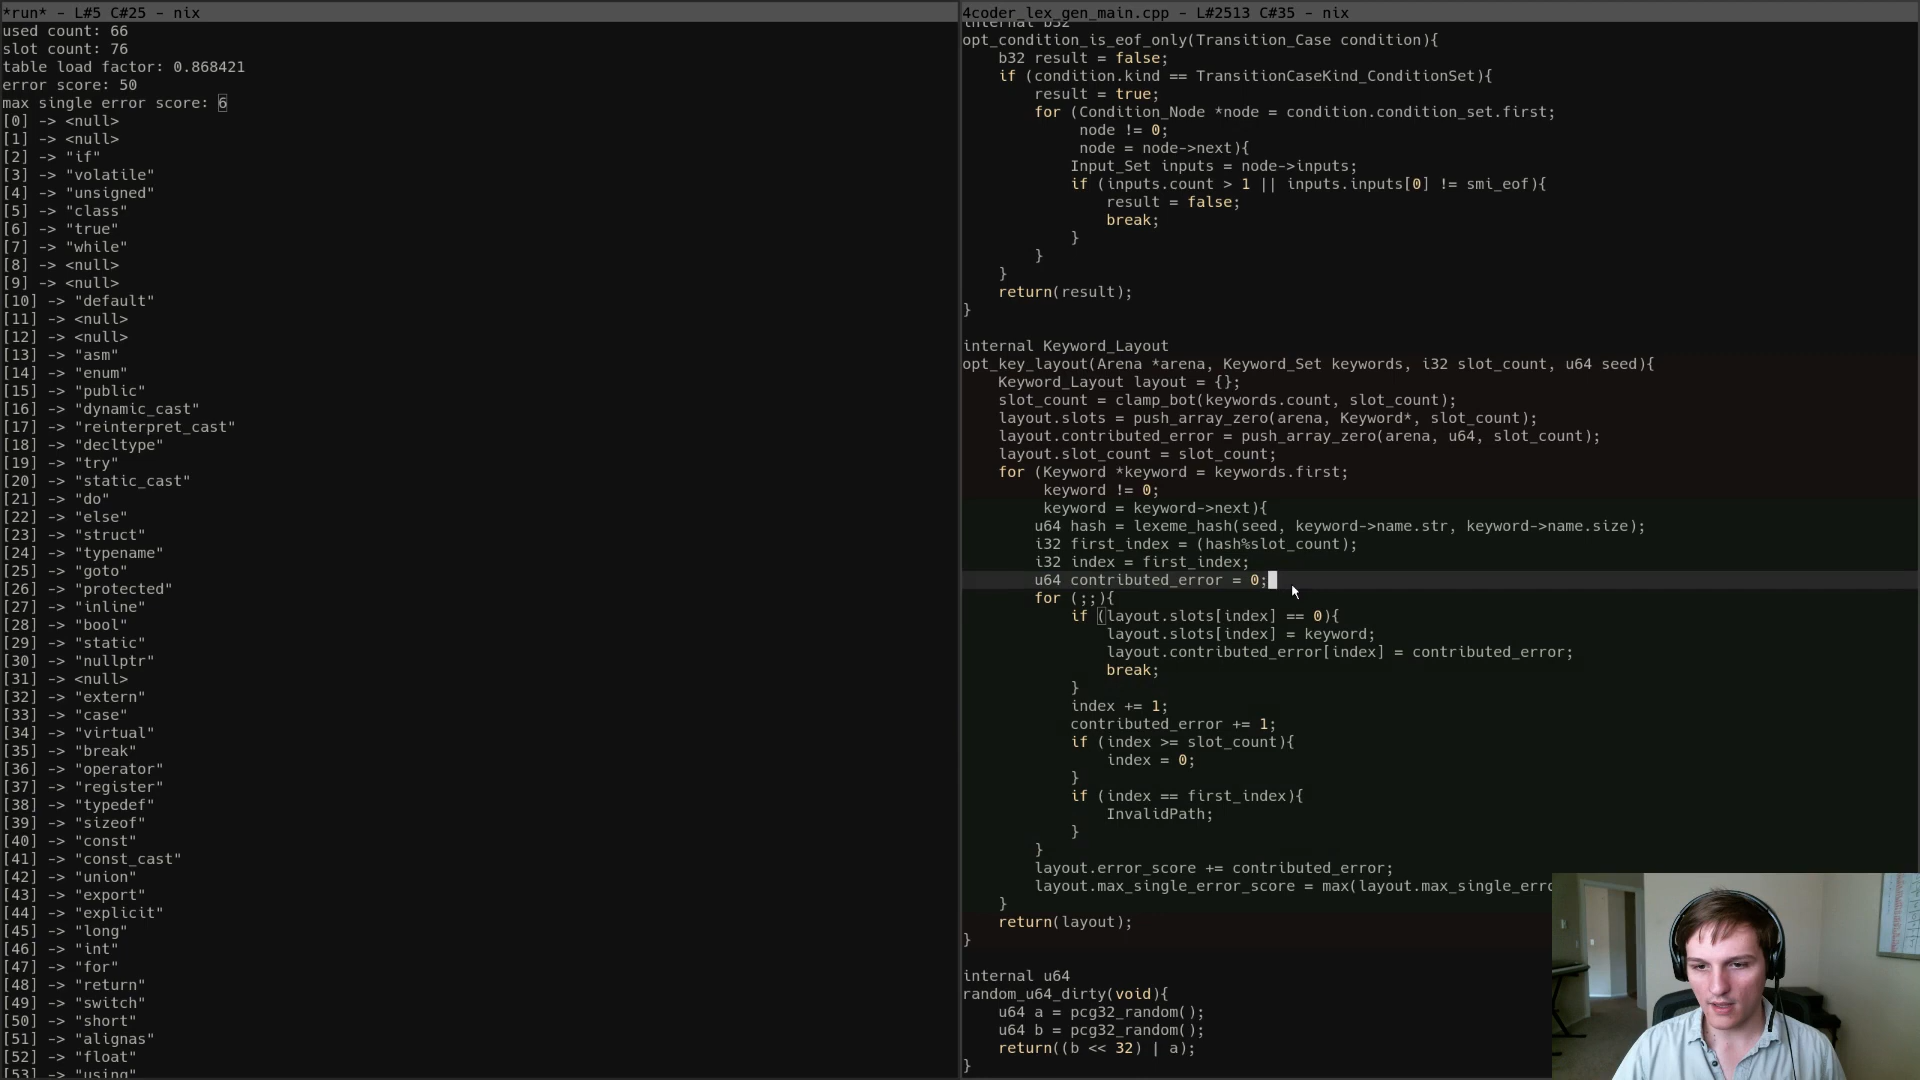 *run* - L#5 C#25 - nix
used count: 66
slot count: 76
table load factor: 0.868421
error score: 50
max single error score: 6
[0] -> <null>
[1] -> <null>
[2] -> "if"
[3] -> "volatile"
[4] -> "unsigned"
[5] -> "class"
[6] -> "true"
[7] -> "while"
[8] -> <null>
[9] -> <null>
[10] -> "default"
[11] -> <null>
[12] -> <null>
[13] -> "asm"
[14] -> "enum"
[15] -> "public"
[16] -> "dynamic_cast"
[17] -> "reinterpret_cast"
[18] -> "decltype"
[19] -> "try"
[20] -> "static_cast"
[21] -> "do"
[22] -> "else"
[23] -> "struct"
[24] -> "typename"
[25] -> "goto"
[26] -> "protected"
[27] -> "inline"
[28] -> "bool"
[29] -> "static"
[30] -> "nullptr"
[31] -> <null>
[32] -> "extern"
[33] -> "case"
[34] -> "virtual"
[35] -> "break"
[36] -> "operator"
[37] -> "register"
[38] -> "typedef"
[39] -> "sizeof"
[40] -> "const"
[41] -> "const_cast"
[42] -> "union"
[43] -> "export"
[44] -> "explicit"
[45] -> "long"
[46] -> "int"
[47] -> "for"
[48] -> "return"
[49] -> "switch"
[50] -> "short"
[51] -> "alignas"
[52] -> "float"
[53] -> "using"
4coder_lex_gen_main.cpp - L#2513 C#35 - nix
internal b32
opt_condition_is_eof_only(Transition_Case condition){
    b32 result = false;
    if (condition.kind == TransitionCaseKind_ConditionSet){
        result = true;
        for (Condition_Node *node = condition.condition_set.first;
             node != 0;
             node = node->next){
            Input_Set inputs = node->inputs;
            if (inputs.count > 1 || inputs.inputs[0] != smi_eof){
                result = false;
                break;
            }
        }
    }
    return(result);
}
internal Keyword_Layout
opt_key_layout(Arena *arena, Keyword_Set keywords, i32 slot_count, u64 seed){
    Keyword_Layout layout = {};
    slot_count = clamp_bot(keywords.count, slot_count);
    layout.slots = push_array_zero(arena, Keyword*, slot_count);
    layout.contributed_error = push_array_zero(arena, u64, slot_count);
    layout.slot_count = slot_count;
    for (Keyword *keyword = keywords.first;
         keyword != 0;
         keyword = keyword->next){
        u64 hash = lexeme_hash(seed, keyword->name.str, keyword->name.size);
        i32 first_index = (hash%slot_count);
        i32 index = first_index;
        u64 contributed_error = 0;
        for (;;){
            if (layout.slots[index] == 0){
                layout.slots[index] = keyword;
                layout.contributed_error[index] = contributed_error;
                break;
            }
            index += 1;
            contributed_error += 1;
            if (index >= slot_count){
                index = 0;
            }
            if (index == first_index){
                InvalidPath;
            }
        }
        layout.error_score += contributed_error;
        layout.max_single_error_score = max(layout.max_single_erro
    }
    return(layout);
}
internal u64
random_u64_dirty(void){
    u64 a = pcg32_random();
    u64 b = pcg32_random();
    return((b << 32) | a);
}